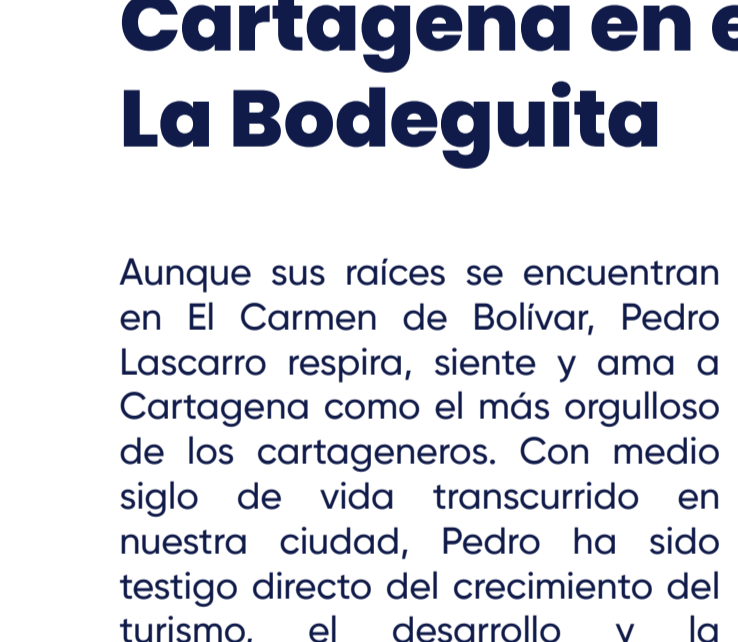 Cartagena en e
La Bodeguita
Aunque sus raíces se encuentran
en El Carmen de Bolívar, Pedro
Lascarro respira, siente y ama a
Cartagena como el más orgulloso
de los cartageneros. Con medio
siglo de vida transcurrido en
nuestra ciudad, Pedro ha sido
testigo directo del crecimiento del
turismo, el desarrollo y la